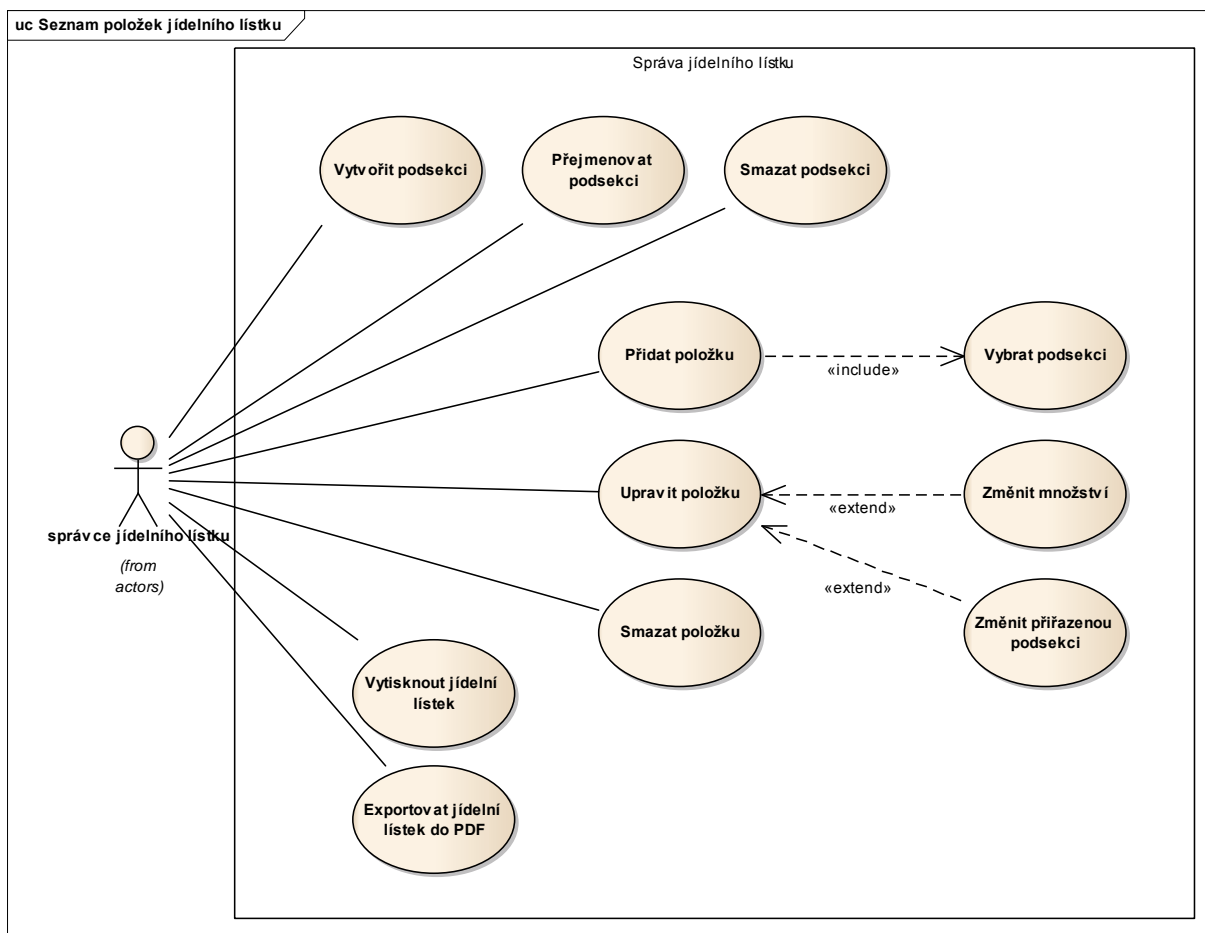 uc Seznam položek jídelního lístku
Správa jídelního lístku
Vytvořit podsekci
Přejmenovat
podsekci
Smazat podsekci
Přidat položku
«include»
Vybrat podsekci
Upravit položku
«extend»
Změnit množství
správce jídelního lístku
(from
actors)
«extend»
Smazat položku
Změnit přiřazenou
podsekci
Vytisknout jídelní
lístek
Exportovat jídelní
lístek do PDF